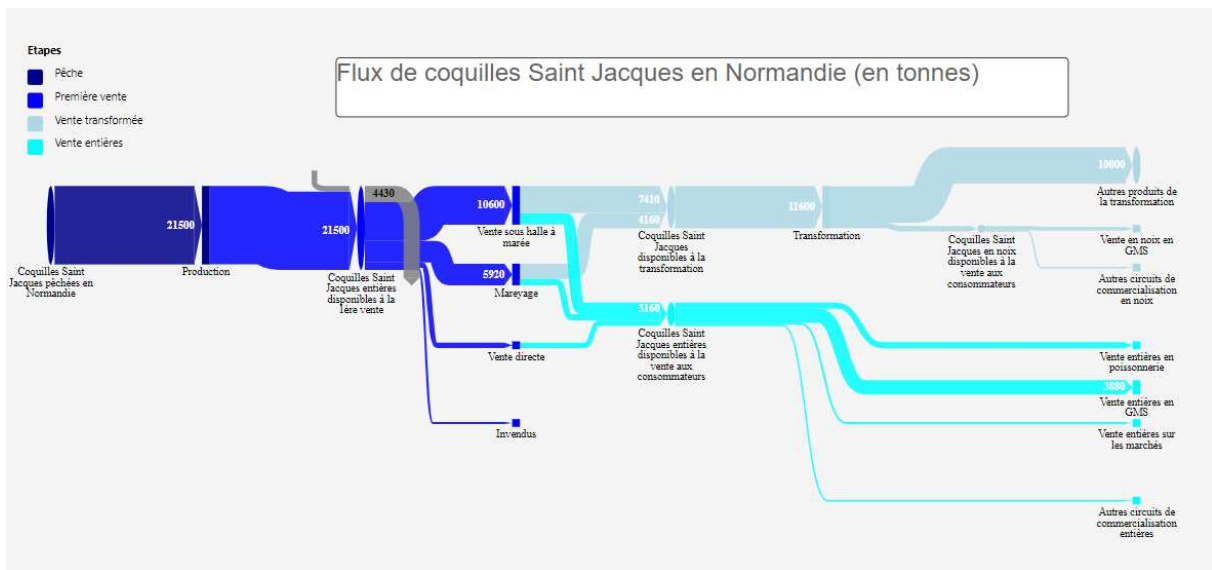 Etapes
Pêche
Première vente
Vente transformée
Vente entières
Flux de coquilles Saint Jacques en Normandie (en tonnes)
21500
Coquilles Saint
Jacques pêchées en
Normandie
Production
21500
Coquilles Saint
Jacques entières
disponibles à la
1ère vente
4430
10600
Vente sous halle à
marée
5920
Mareyage
Vente directe
Invendus
7410
4160
Coquilles Saint
Jacques
disponibles à la
transformation
3160
Coquilles Saint
Jacques entières
disponibles à la
vente aux
consommateurs
11600
Transformation
Coquilles Saint
Jacques en noix
disponibles à la
vente aux
consommateurs
10000
Autres produits de
la transformation
Vente en noix en
GMS
Autres circuits de
commercialisation
en noix
Vente entières en
poissonnerie
3880
Vente entières en
GMS
Vente entières sur
les marchés
Autres circuits de
commercialisation
entières